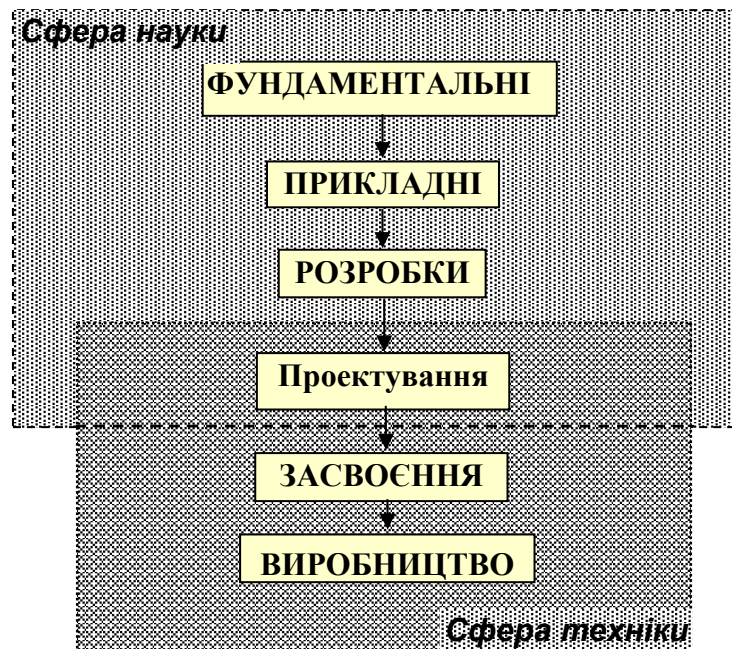 Сфера науки
ФУНДАМЕНТАЛЬНІ
ПРИКЛАДНІ
РОЗРОБКИ
Проектування
ЗАСВОЄННЯ
ВИРОБНИЦТВО
Сфера техніки